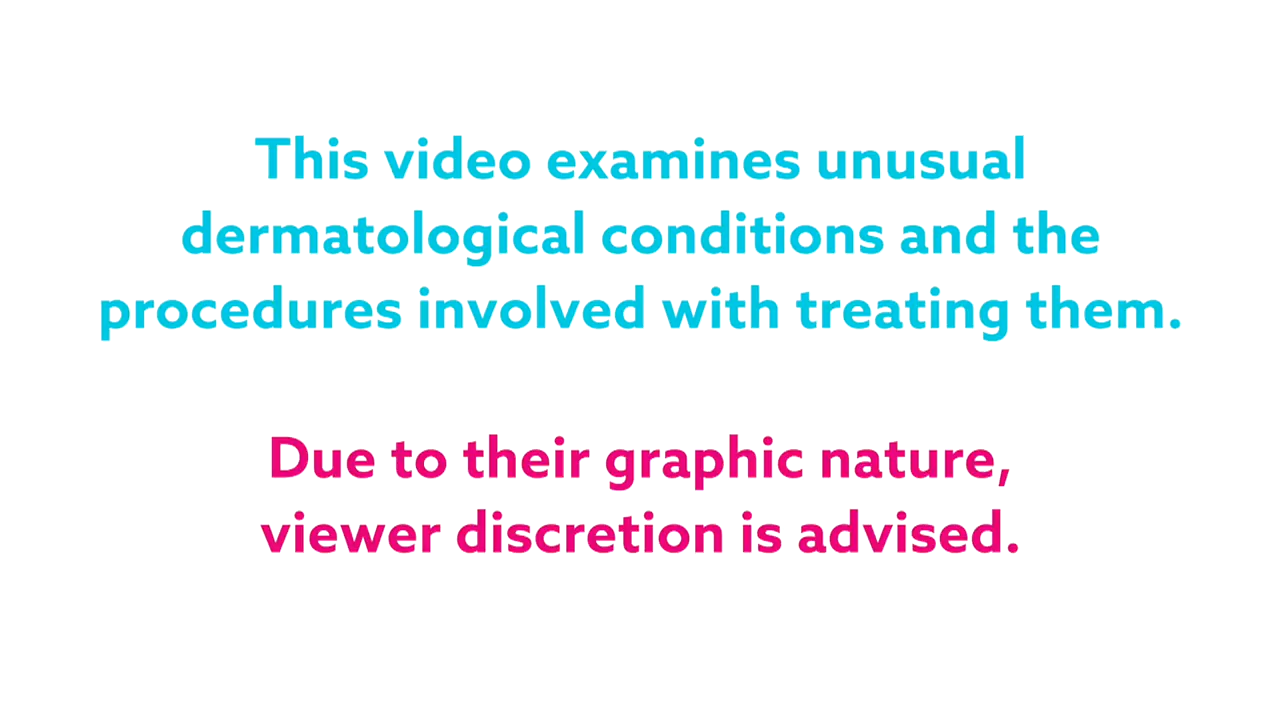 This video examines unusual
dermatological conditions and the
procedures involved with treating them.
Due to their graphic nature,
viewer discretion is advised.